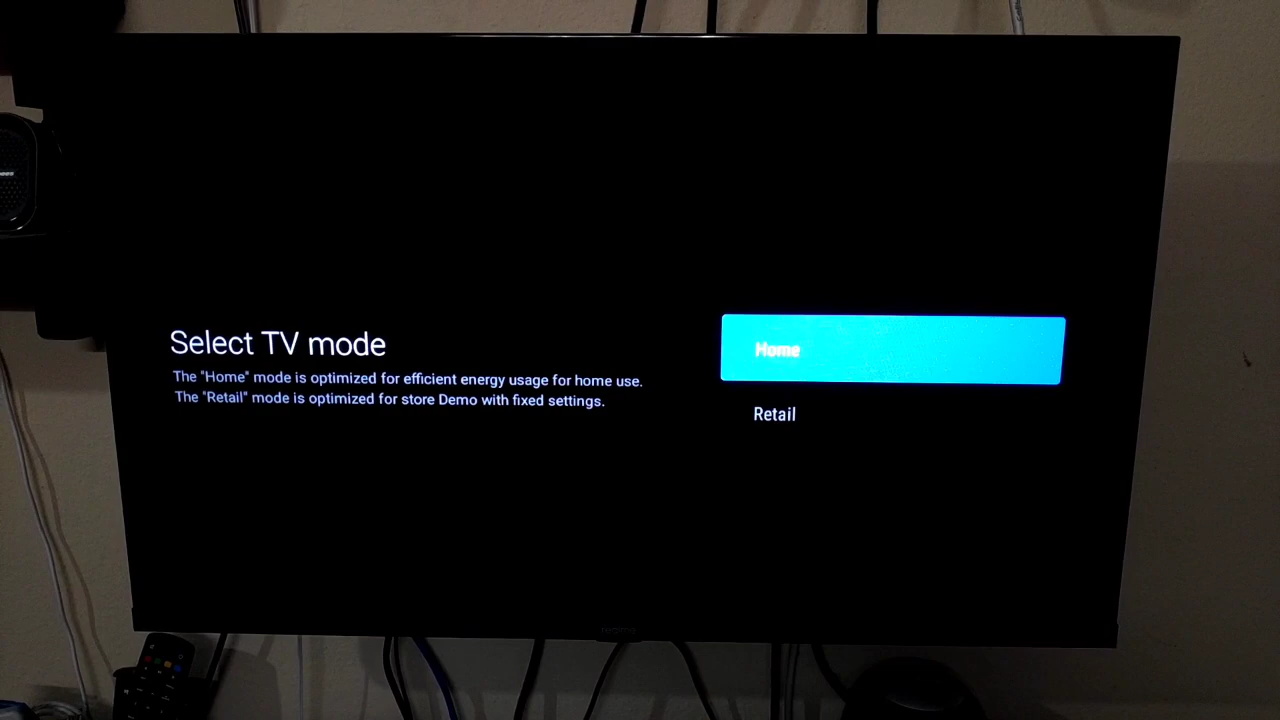 Select TV mode
The "Home" mode is optimized for efficient energy usage for home use.
The "Retail" mode is optimized for store Demo with fixed settings.
Home
Retail